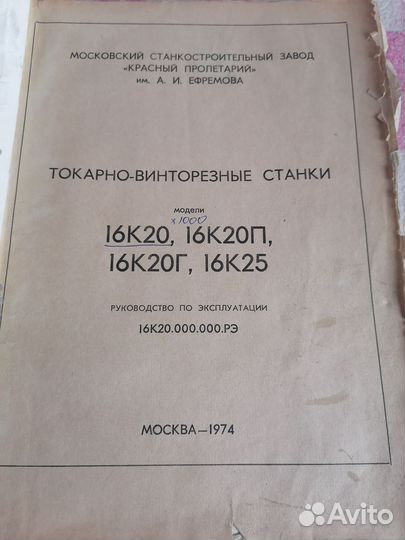 МОСКОВСКИЙ СТАНКОСТРОИТЕЛЬНЫЙ ЗАВОД
«КРАСНЫЙ ПРОЛЕТАРИЙ»
им. А. И. ЕФРЕМОВА
ТОКАРНО-ВИНТОРЕЗНЫЕ СТАНКИ
модели
х1000
16К20, 16К20П,
16К20Г, 16К25
РУКОВОДСТВО ПО ЭКСПЛУАТАЦИИ
16К20.000.000.РЭ
МОСКВА—1974
Avito